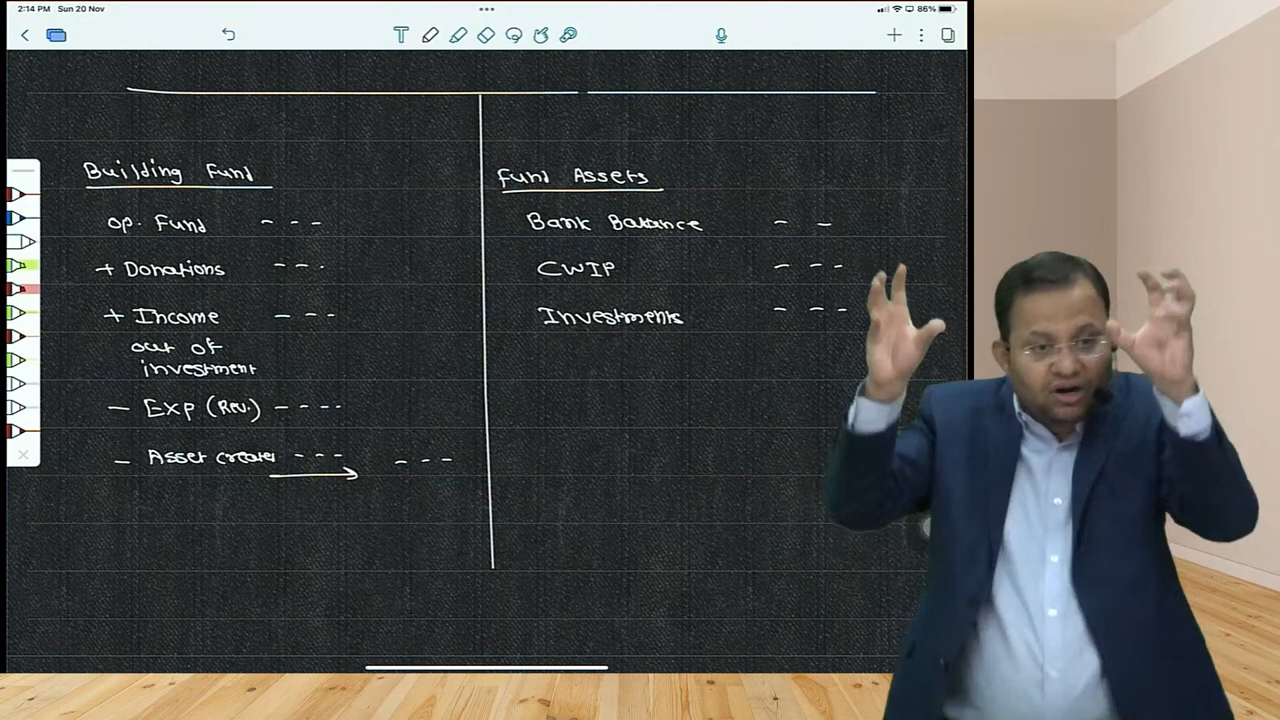 2:14 PM Sun 20 Nov
86%
Building Fund
op. Fund - - -
+ Donations - - -
+ Income - - -
out of
investment
- Exp (Rev.) - - - -
- Asset created - - - - - -
Fund Assets
Bank Balance - -
CWIP - - -
Investments - - -